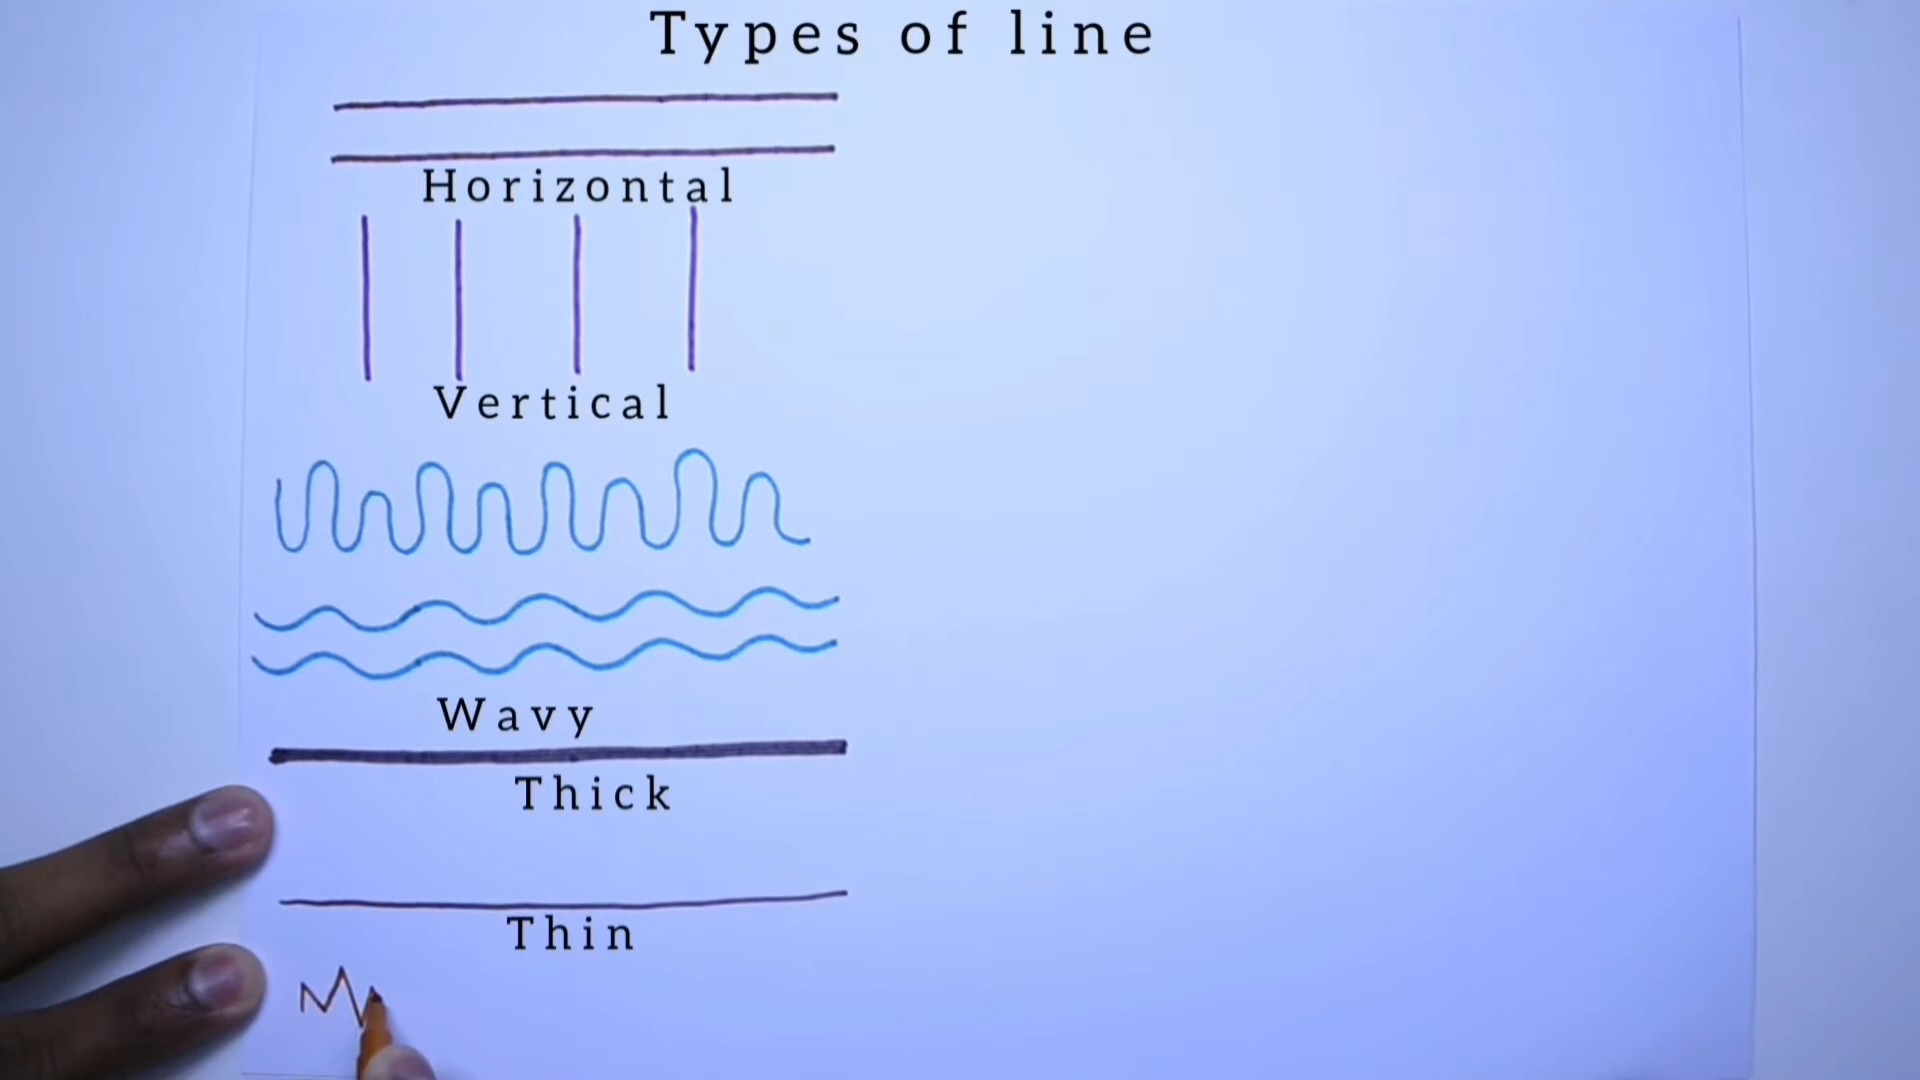 Types of line
Horizontal
Vertical
Wavy
Thick
Thin